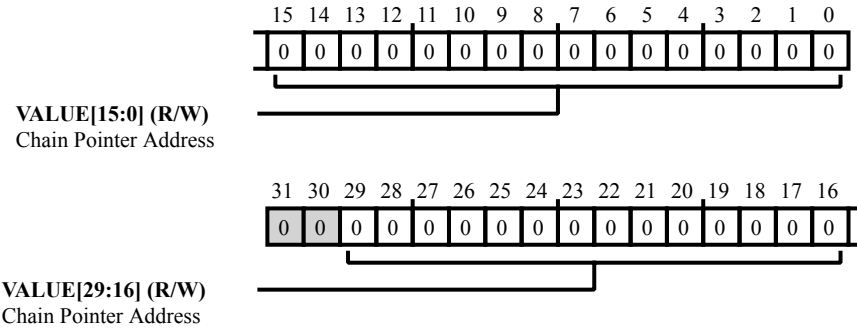 15 14 13 12 11 10 9 8 7 6 5 4 3 2 1 0
0 0 0 0 0 0 0 0 0 0 0 0 0 0 0 0
VALUE[15:0] (R/W)
Chain Pointer Address
31 30 29 28 27 26 25 24 23 22 21 20 19 18 17 16
0 0 0 0 0 0 0 0 0 0 0 0 0 0 0 0
VALUE[29:16] (R/W)
Chain Pointer Address